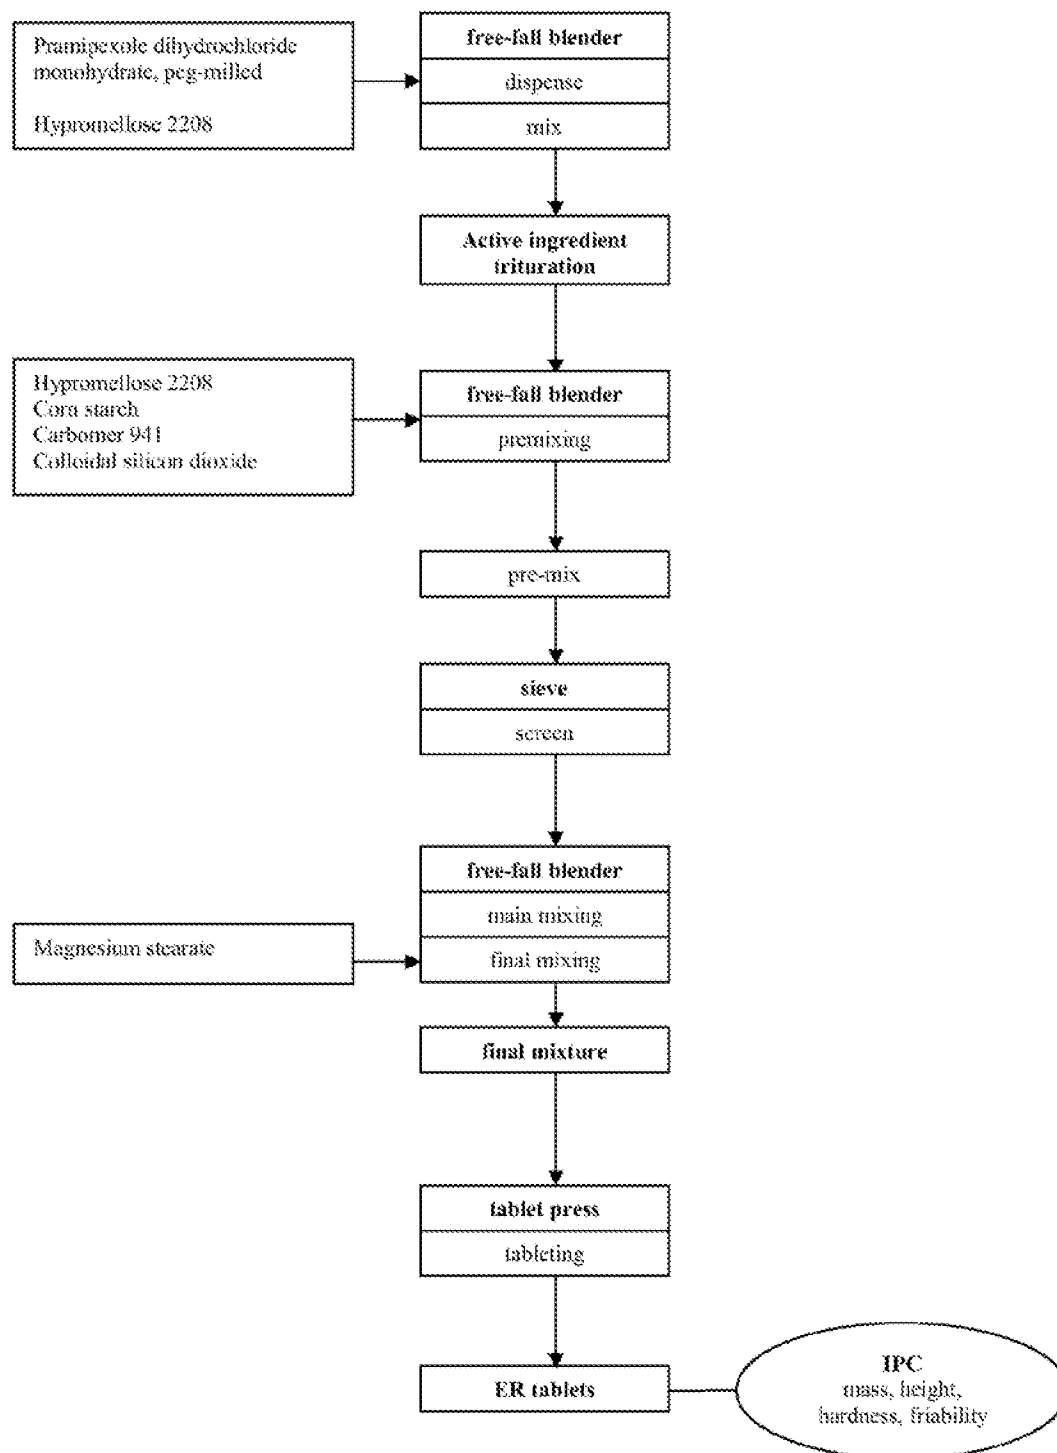 Pramipexole dihydrochloride
monohydrate, peg-milled
Hypromellose 2208
free-fall blender
dispense
mix
Active ingredient
trituration
Hypromellose 2208
Corn starch
Carbomer 941
Colloidal silicon dioxide
free-fall blender
premixing
pre-mix
sieve
screen
free-fall blender
main mixing
final mixing
Magnesium stearate
final mixture
tablet press
tableting
ER tablets
IPC
mass, height,
hardness, friability